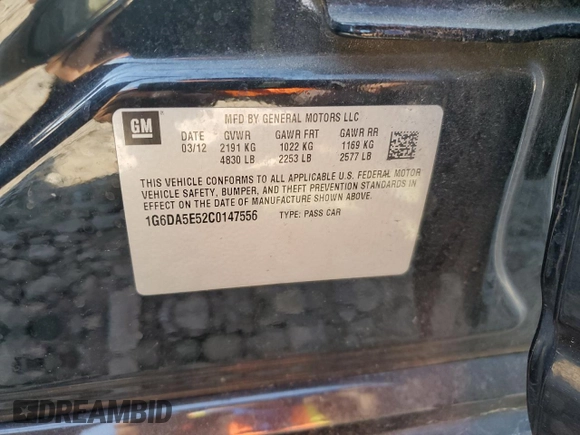 GM
MFD BY GENERAL MOTORS LLC
DATE GVWR GAWR FRT GAWR RR
03/12 2191 KG 1022 KG 1169 KG
4830 LB 2253 LB 2577 LB
THIS VEHICLE CONFORMS TO ALL APPLICABLE U.S. FEDERAL MOTOR
VEHICLE SAFETY, BUMPER, AND THEFT PREVENTION STANDARDS IN
EFFECT ON THE DATE OF MANUFACTURE SHOWN ABOVE.
1G6DA5E52C0147556 TYPE: PASS CAR
DREAMBID